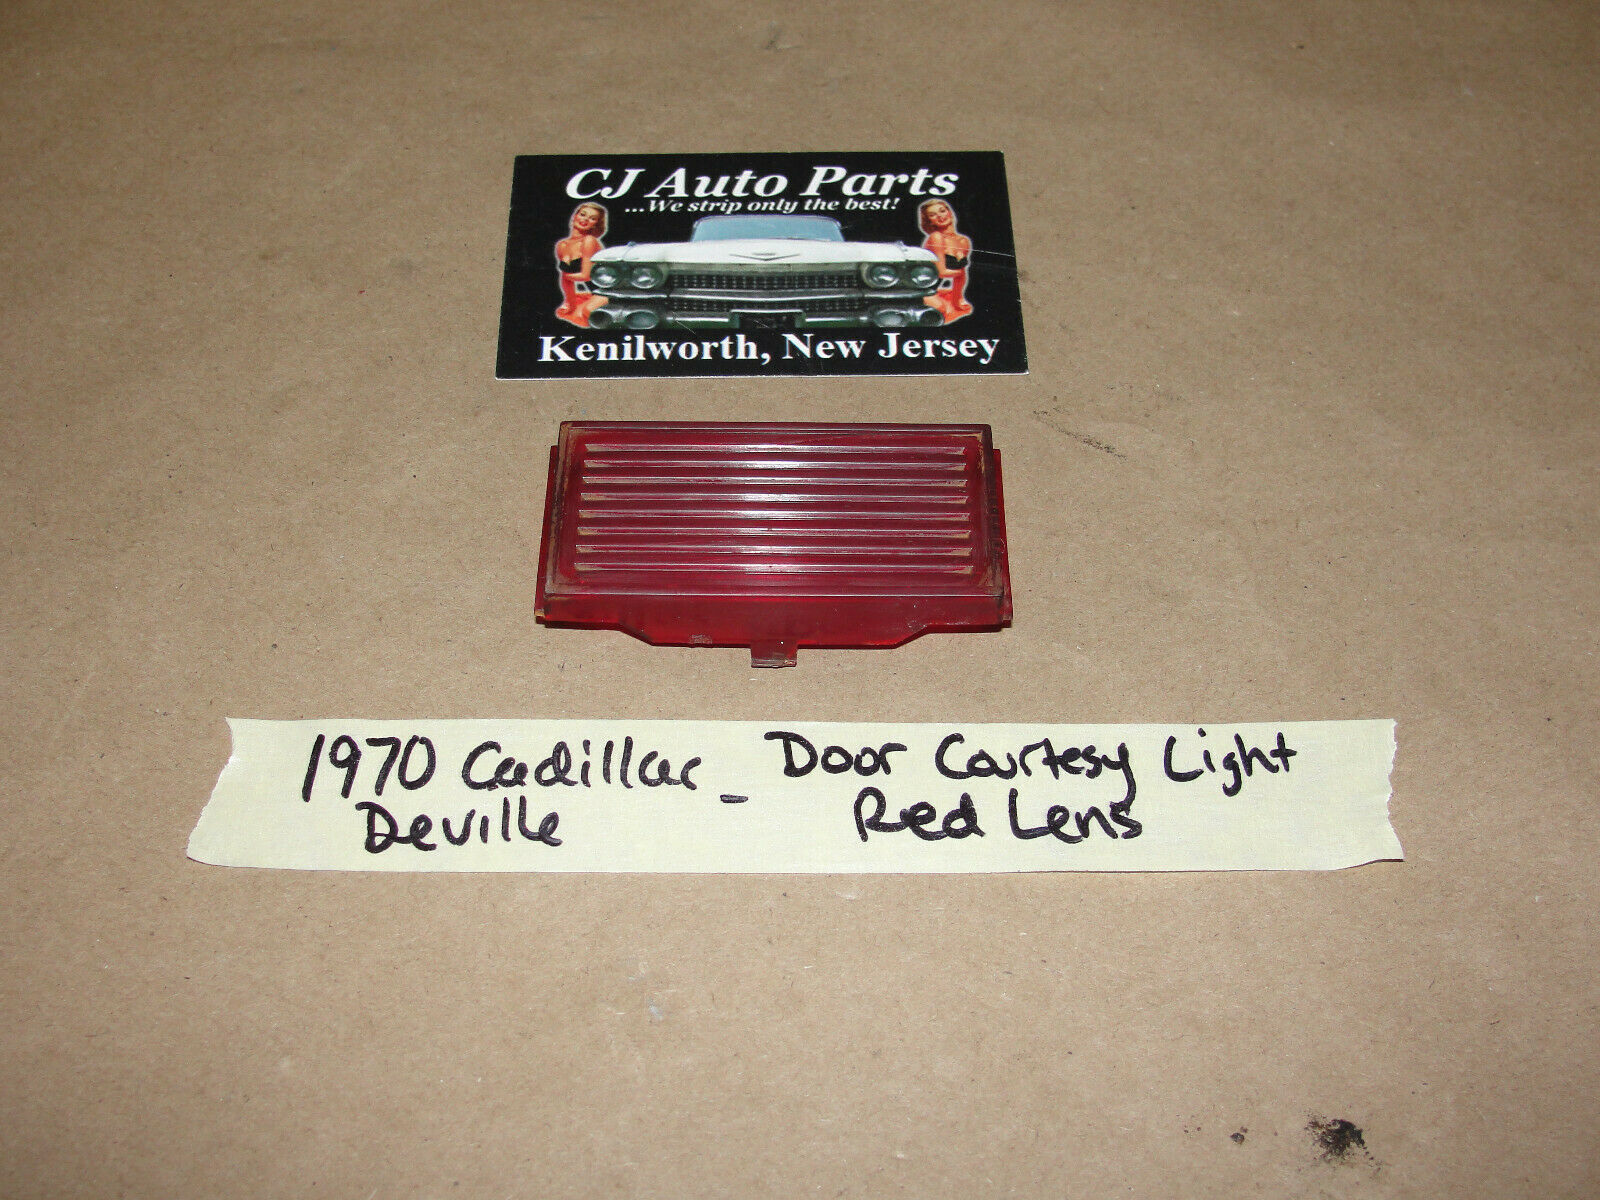 CJ Auto Parts
...We strip only the best!
Kenilworth, New Jersey
1970 Cadillac - Door Courtesy Light
Deville Red Lens